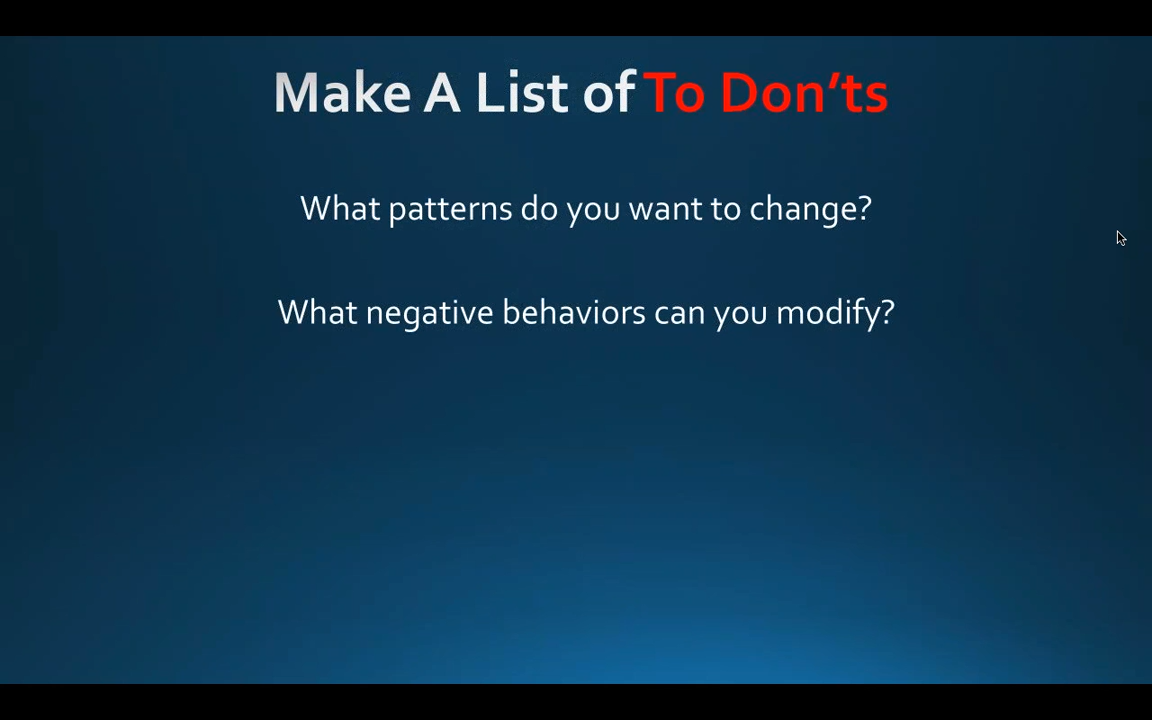 Make A List of To Don’ts
What patterns do you want to change?
What negative behaviors can you modify?